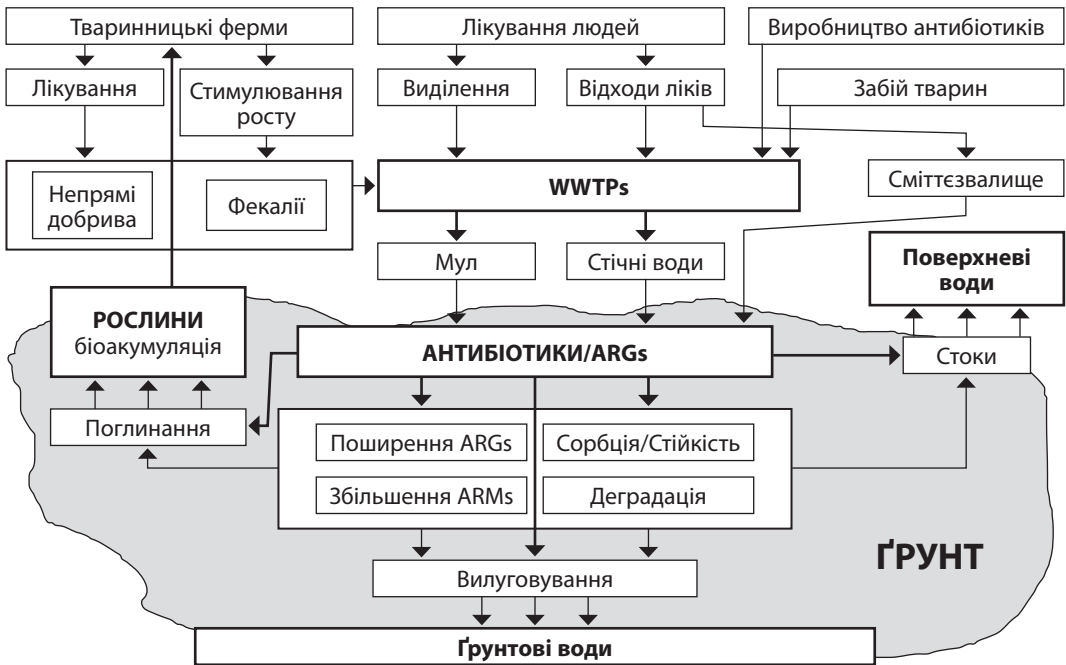 Тваринницькі ферми
Лікування людей
Виробництво антибіотиків
Лікування
Стимулювання
росту
Виділення
Відходи ліків
Забій тварин
Непрямі
добрива
Фекалії
WWTPs
Сміттєзвалище
Мул
Стічні води
Поверхневі
води
РОСЛИНИ
біоакумуляція
АНТИБІОТИКИ/ARGs
Стоки
Поглинання
Поширення ARGs
Сорбція/Стійкість
Збільшення ARMs
Деградація
ҐРУНТ
Вилуговування
Ґрунтові води